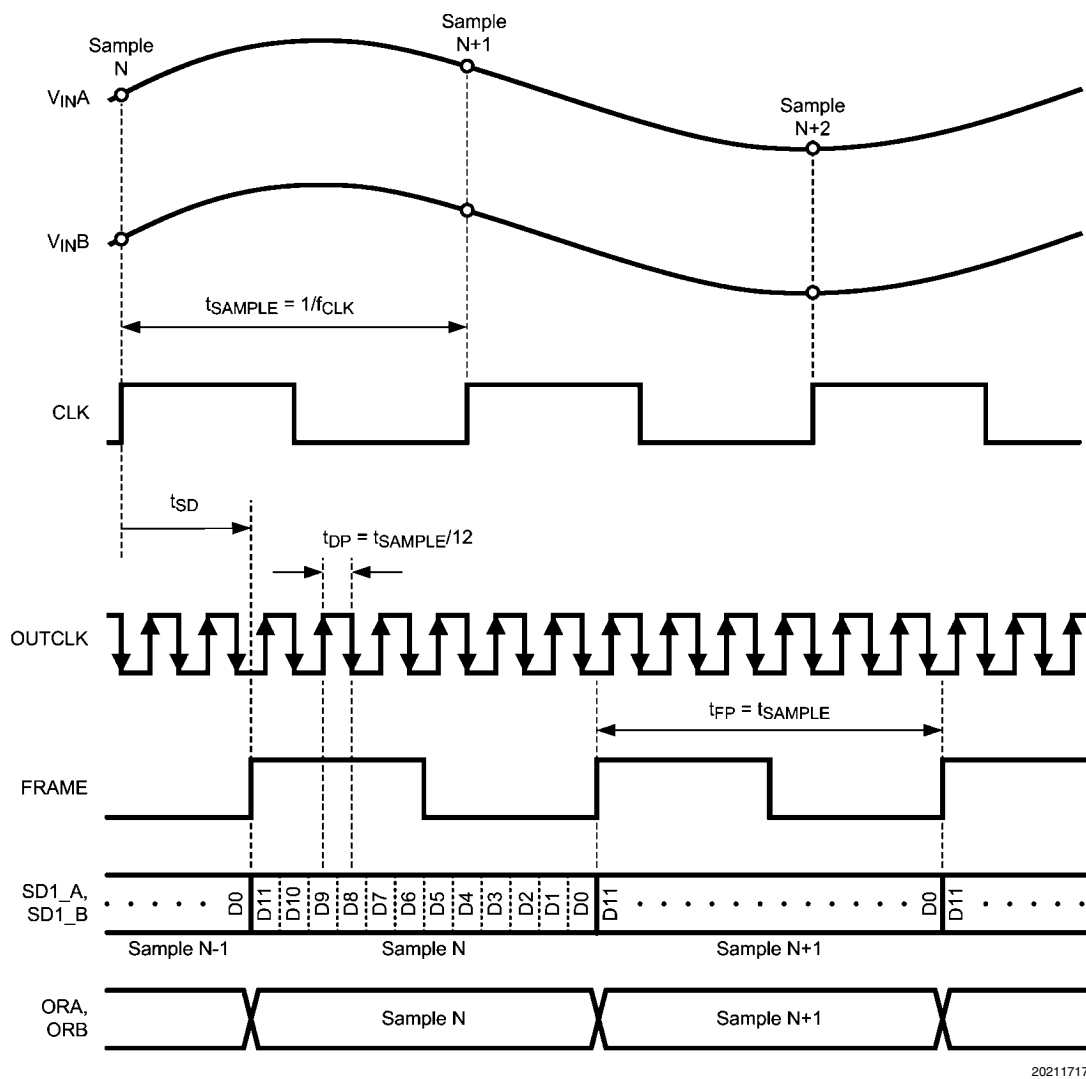 Sample
N
Sample
N+1
Sample
N+2
VINA
VINB
tSAMPLE = 1/fCLK
CLK
tSD
tDP = tSAMPLE/12
OUTCLK
tFP = tSAMPLE
FRAME
SD1_A,
SD1_B
D0 D11 D10 D9 D8 D7 D6 D5 D4 D3 D2 D1 D0 D11 D0 D11
Sample N-1 Sample N Sample N+1
ORA,
ORB
Sample N Sample N+1
20211717